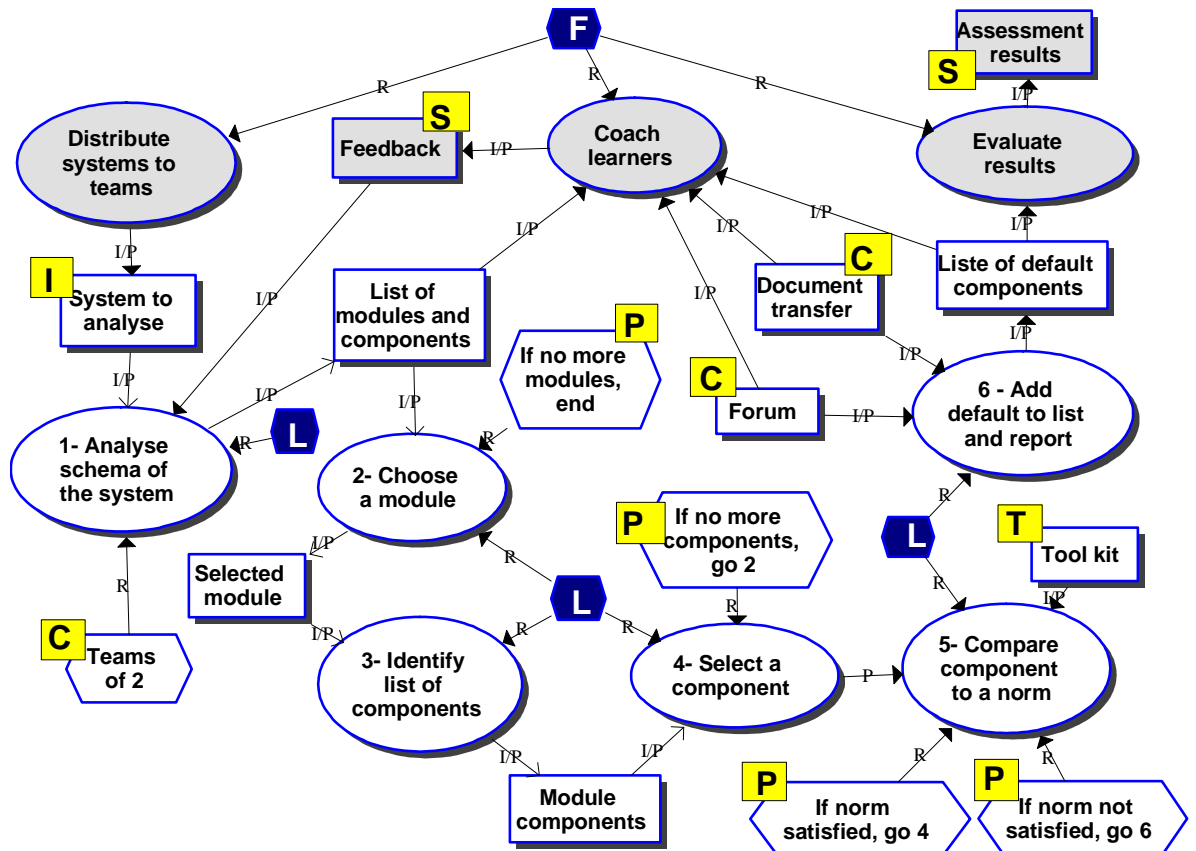 F
Assessment
results
S
R
R
R
I/P
S
Distribute
systems to
teams
Feedback
I/P
Coach
learners
Evaluate
results
I/P
I/P
I/P
I/P
I/P
I
System to
analyse
List of
modules and
components
I/P
I/P
C
Document
transfer
Liste of default
components
I/P
I/P
I/P
P
If no more
modules,
end
I/P
I/P
C
Forum
I/P
6 - Add
default to list
and report
L
R
R
1- Analyse
schema of
the system
2- Choose
a module
P
If no more
components,
go 2
R
T
Tool kit
L
I/P
R
R
I/P
Selected
module
L
R
C
Teams
of 2
I/P
R
R
R
3- Identify
list of
components
4- Select a
component
P
5- Compare
component
to a norm
I/P
I/P
R
R
Module
components
P
If norm
satisfied, go 4
P
If norm not
satisfied, go 6